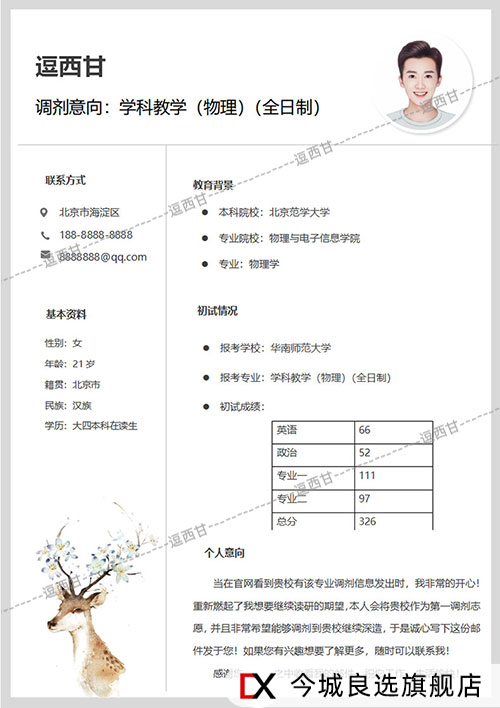 逗西甘
调剂意向：学科教学（物理）（全日制）
联系方式
北京市海淀区
188-8888-8888
8888888@qq.com
基本资料
性别：女
年龄：21岁
籍贯：北京市
民族：汉族
学历：大四本科在读生
教育背景
本科院校：北京范学大学
专业院校：物理与电子信息学院
专业：物理学
初试情况
报考学校：华南师范大学
报考专业：学科教学（物理）（全日制）
初试成绩：
英语 66
政治 52
专业一 111
专业二 97
总分 326
个人意向
当在官网看到贵校有该专业调剂信息发出时，我非常的开心！
重新燃起了我想要继续读研的期望，本人会将贵校作为第一调剂志
愿，并且非常希望能够调剂到贵校继续深造，于是诚心写下这份邮
件发于您！如果您有兴趣想要了解更多，随时可以联系我！
感谢
逗西甘
逗西甘
逗西甘
逗西甘
逗西甘
逗西甘
DX 今城良选旗舰店